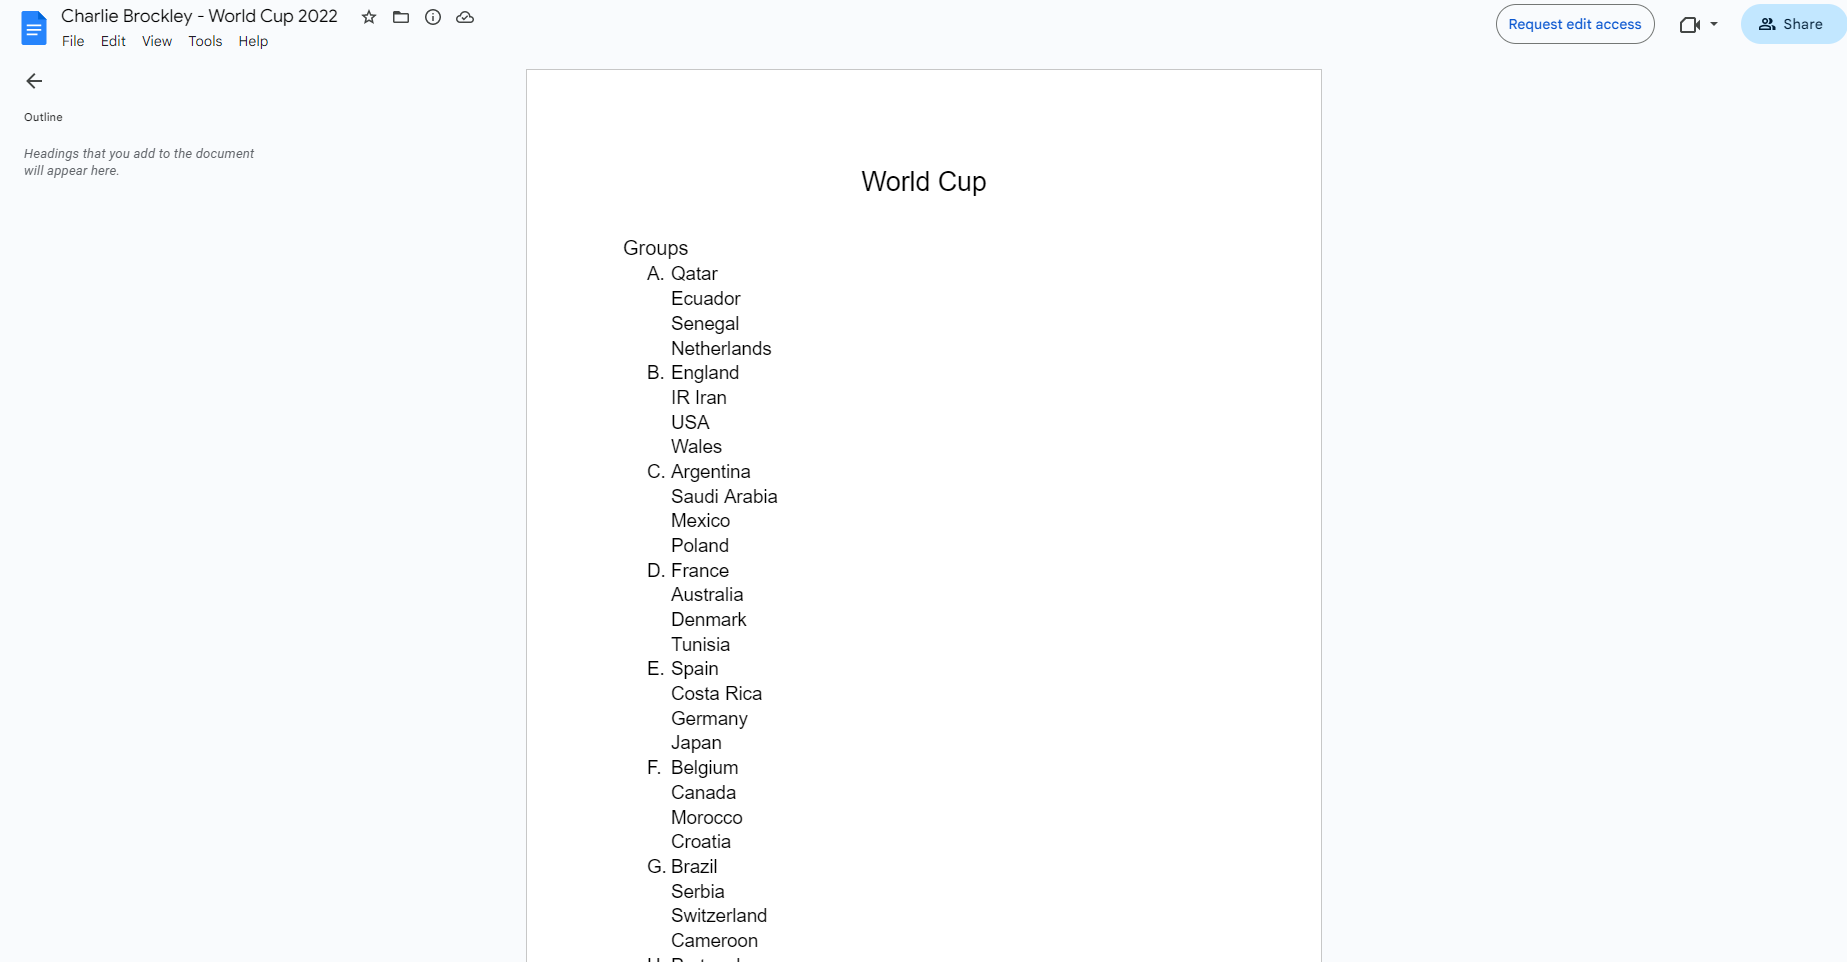 Charlie Brockley - World Cup 2022
File Edit View Tools Help
Request edit access
Share
Outline
Headings that you add to the document
will appear here.
World Cup
Groups
A. Qatar
Ecuador
Senegal
Netherlands
B. England
IR Iran
USA
Wales
C. Argentina
Saudi Arabia
Mexico
Poland
D. France
Australia
Denmark
Tunisia
E. Spain
Costa Rica
Germany
Japan
F. Belgium
Canada
Morocco
Croatia
G. Brazil
Serbia
Switzerland
Cameroon